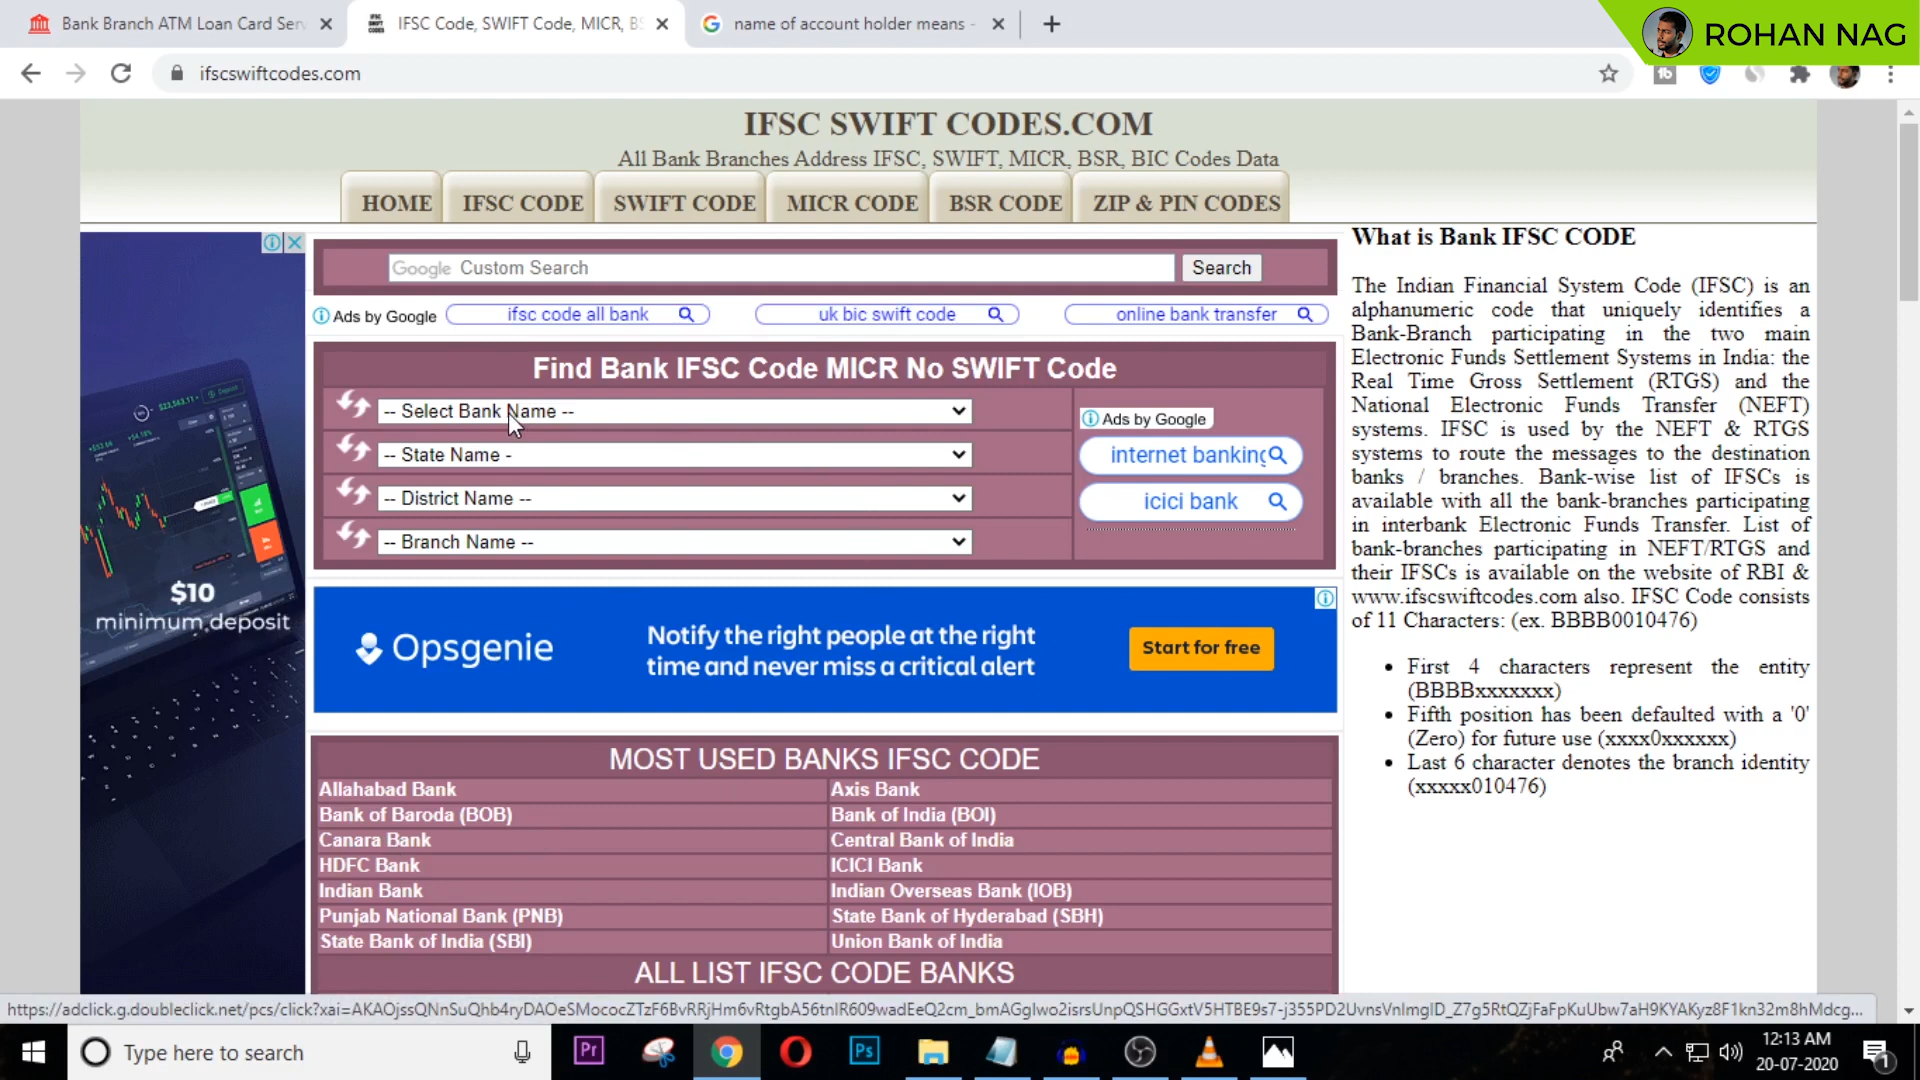 Bank Branch ATM Loan Card Serv
IFSC Code, SWIFT Code, MICR, BS
name of account holder means -
ROHAN NAG
ifscswiftcodes.com
IFSC SWIFT CODES.COM
All Bank Branches Address IFSC, SWIFT, MICR, BSR, BIC Codes Data
HOME IFSC CODE SWIFT CODE MICR CODE BSR CODE ZIP & PIN CODES
Google Custom Search
Search
Ads by Google
ifsc code all bank
uk bic swift code
online bank transfer
Find Bank IFSC Code MICR No SWIFT Code
-- Select Bank Name --
-- State Name -
-- District Name --
-- Branch Name --
Ads by Google
internet banking
icici bank
$10
minimum deposit
Opsgenie
Notify the right people at the right
time and never miss a critical alert
Start for free
MOST USED BANKS IFSC CODE
Allahabad Bank Axis Bank
Bank of Baroda (BOB) Bank of India (BOI)
Canara Bank Central Bank of India
HDFC Bank ICICI Bank
Indian Bank Indian Overseas Bank (IOB)
Punjab National Bank (PNB) State Bank of Hyderabad (SBH)
State Bank of India (SBI) Union Bank of India
ALL LIST IFSC CODE BANKS
What is Bank IFSC CODE
The Indian Financial System Code (IFSC) is an
alphanumeric code that uniquely identifies a
Bank-Branch participating in the two main
Electronic Funds Settlement Systems in India: the
Real Time Gross Settlement (RTGS) and the
National Electronic Funds Transfer (NEFT)
systems. IFSC is used by the NEFT & RTGS
systems to route the messages to the destination
banks / branches. Bank-wise list of IFSCs is
available with all the bank-branches participating
in interbank Electronic Funds Transfer. List of
bank-branches participating in NEFT/RTGS and
their IFSCs is available on the website of RBI &
www.ifscswiftcodes.com also. IFSC Code consists
of 11 Characters: (ex. BBBB0010476)
First 4 characters represent the entity
(BBBBxxxxxxx)
Fifth position has been defaulted with a '0'
(Zero) for future use (xxxx0xxxxxx)
Last 6 character denotes the branch identity
(xxxxx010476)
Type here to search
Pr
Ps
12:13 AM
20-07-2020
1